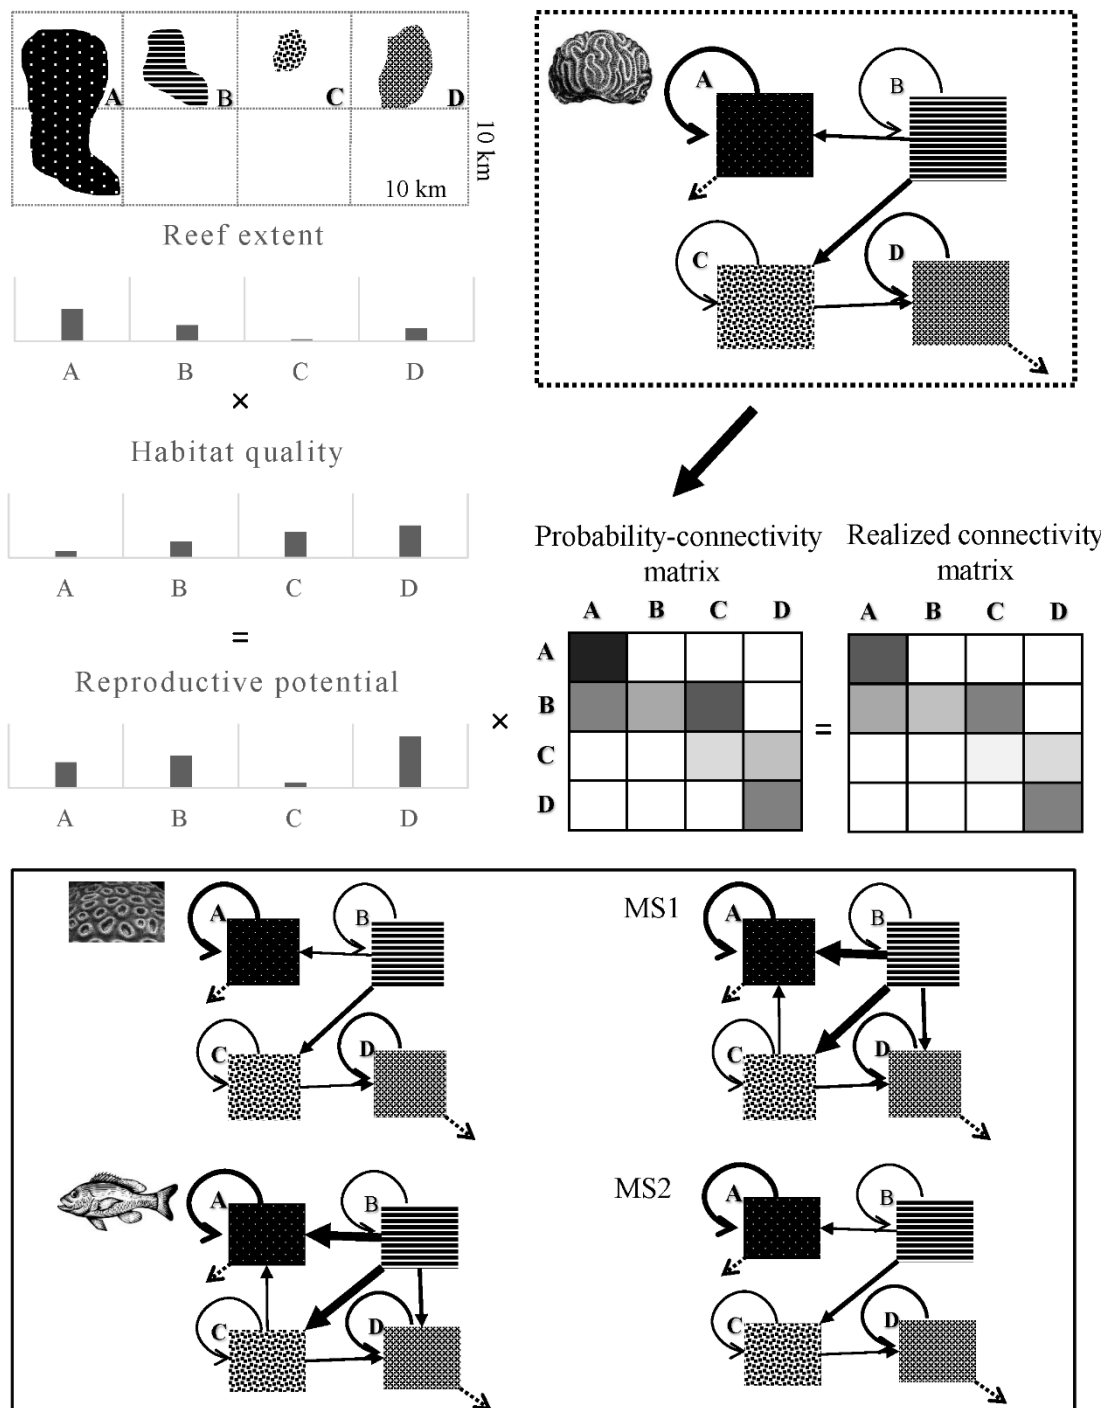 A B C D
10 km
10 km
Reef extent
A B C D
×
Habitat quality
A B C D
=
Reproductive potential
A B C D
A B
C D
Probability-connectivity
matrix
A B C D
A
B
C
D
×
=
Realized connectivity
matrix
A B C D
A B
C D
MS1
A B
C D
A B
C D
MS2
A B
C D